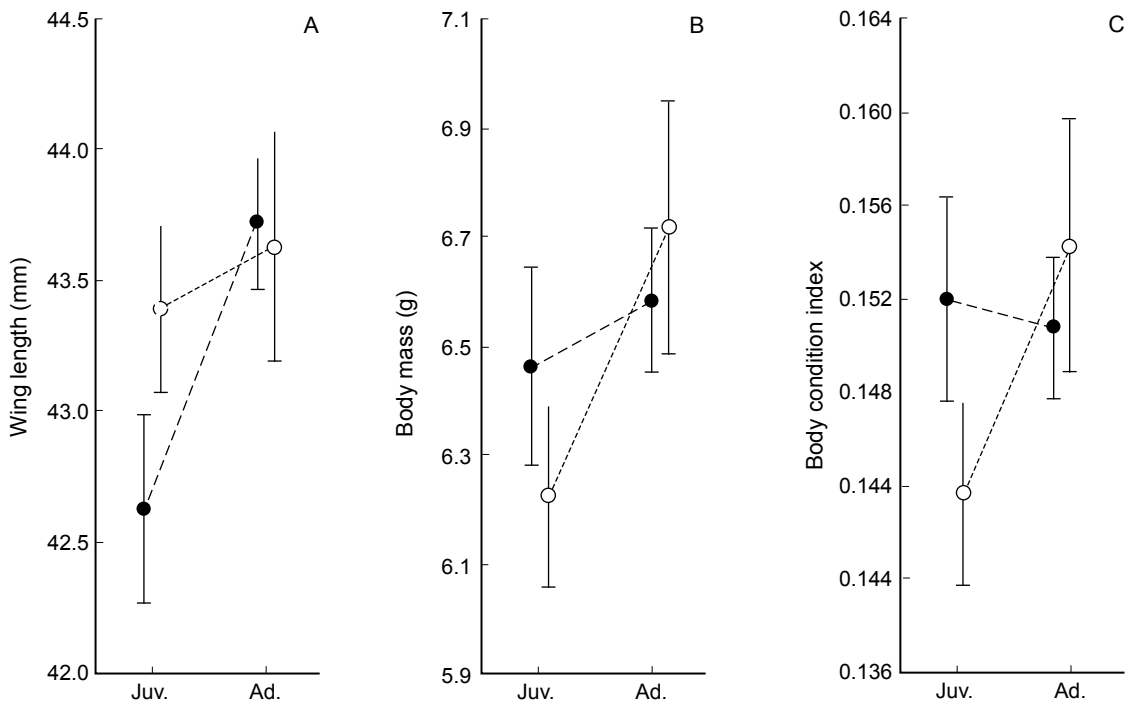 A
Wing length (mm)
44.5
44.0
43.5
43.0
42.5
42.0
Juv.
Ad.
B
Body mass (g)
7.1
6.9
6.7
6.5
6.3
6.1
5.9
Juv.
Ad.
C
Body condition index
0.164
0.160
0.156
0.152
0.148
0.144
0.144
0.136
Juv.
Ad.